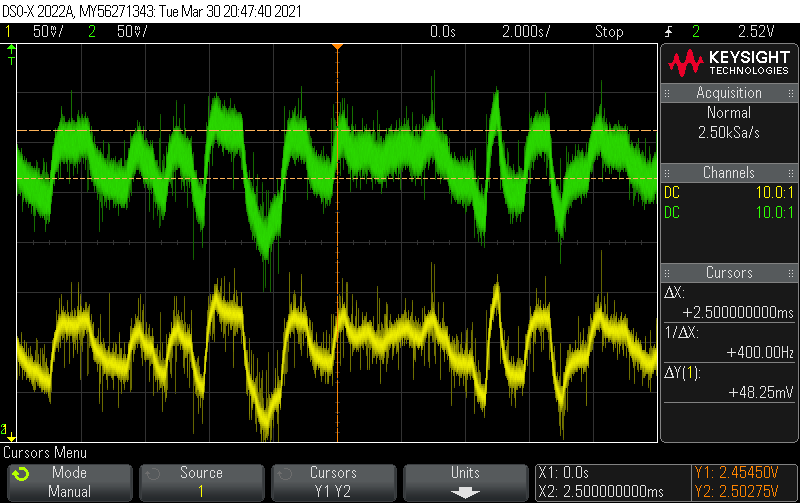 DSO-X 2022A, MY56271343: Tue Mar 30 20:47:40 2021
1 50mV/ 2 50mV/ 0.0s 2.000s/ Stop 2 2.52V
T
KEYSIGHT
TECHNOLOGIES
Acquisition
Normal
2.50kSa/s
Channels
DC 10.0:1
DC 10.0:1
Cursors
ΔX:
+2.500000000ms
1/ΔX:
+400.00Hz
ΔY(1):
+48.25mV
2
Cursors Menu
Mode
Manual
Source
1
Cursors
Y1 Y2
Units
X1: 0.0s
X2: 2.500000000ms
Y1: 2.45450V
Y2: 2.50275V